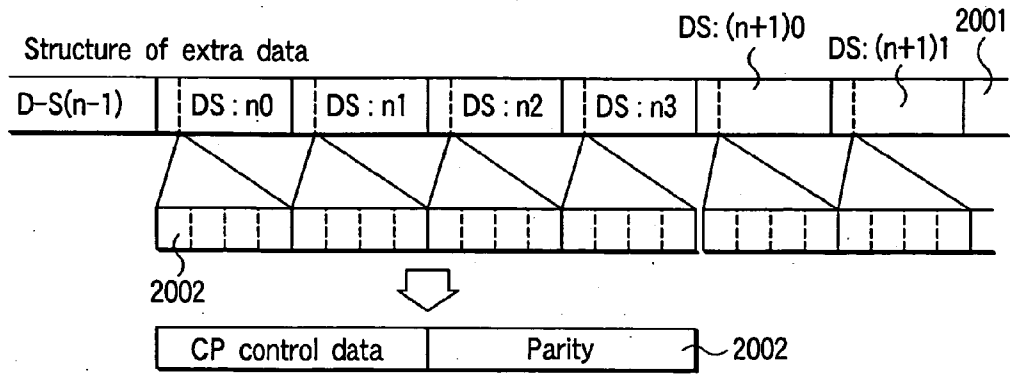 DS: (n+1)0
2001
Structure of extra data
DS: (n+1)1
D-S(n-1)
DS : n0
DS : n1
DS : n2
DS : n3
2002
CP control data
Parity
2002